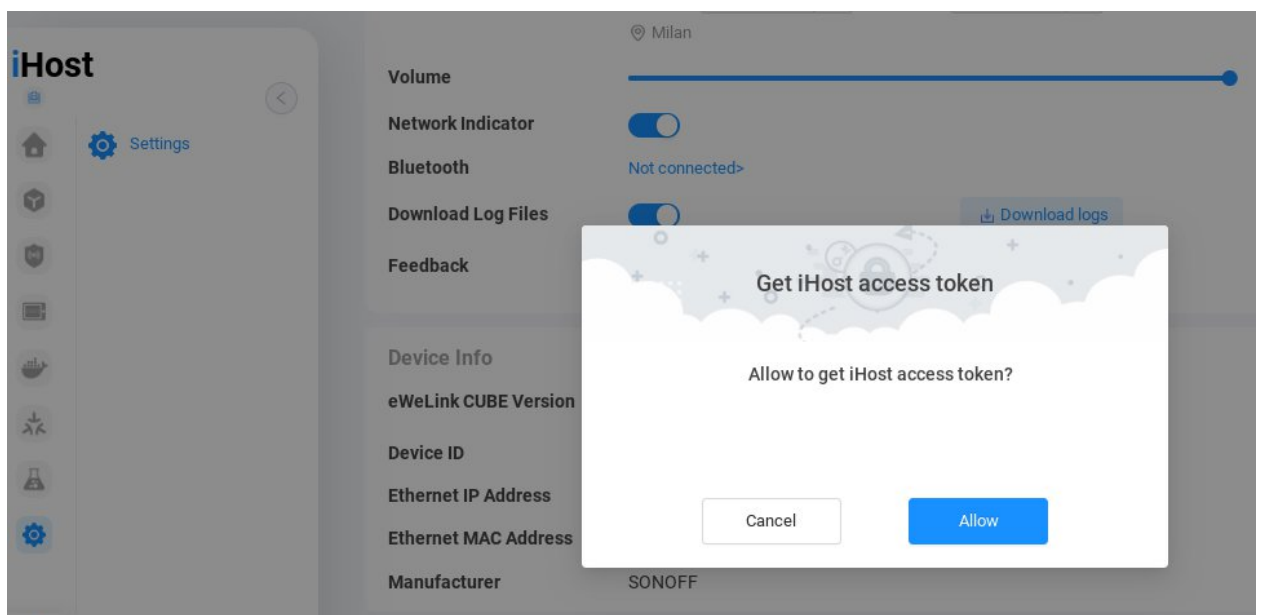 Milan
iHost
Volume
Network Indicator
Settings
Bluetooth
Not connected>
Download Log Files
Download logs
Feedback
Get iHost access token
Device Info
Allow to get iHost access token?
eWeLink CUBE Version
Device ID
Ethernet IP Address
Cancel
Allow
Ethernet MAC Address
Manufacturer
SONOFF